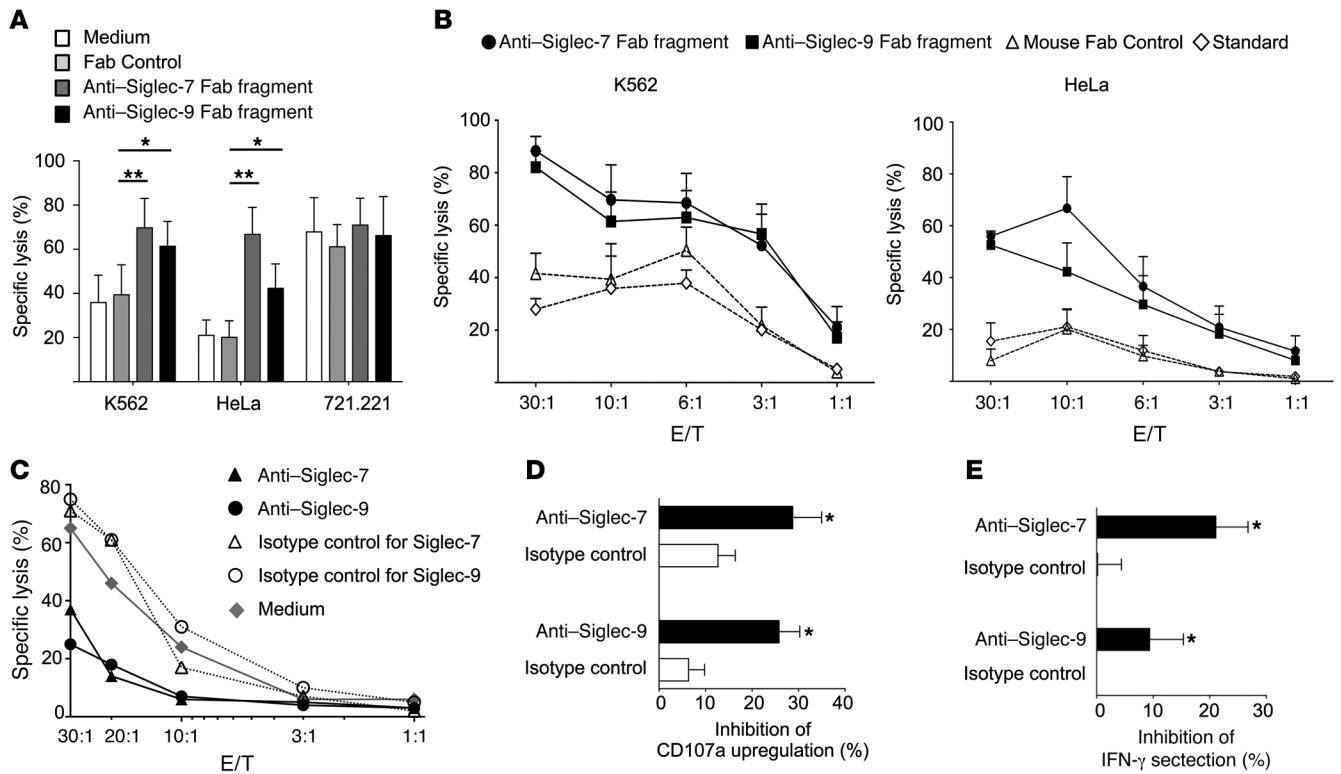 A
Medium
Fab Control
Anti–Siglec-7 Fab fragment
Anti–Siglec-9 Fab fragment
* *
** **
100
80
60
40
20
Specific lysis (%)
K562 HeLa 721.221
B
Anti–Siglec-7 Fab fragment Anti–Siglec-9 Fab fragment Mouse Fab Control Standard
K562
100
80
60
40
20
Specific lysis (%)
30:1 10:1 6:1 3:1 1:1
E/T
HeLa
100
80
60
40
20
Specific lysis (%)
30:1 10:1 6:1 3:1 1:1
E/T
C
Anti–Siglec-7
Anti–Siglec-9
Isotype control for Siglec-7
Isotype control for Siglec-9
Medium
80
60
40
20
0
Specific lysis (%)
30:1 20:1 10:1 3:1 1:1
E/T
D
Anti–Siglec-7 *
Isotype control
Anti–Siglec-9 *
Isotype control
0 10 20 30 40
Inhibition of
CD107a upregulation (%)
E
Anti–Siglec-7 *
Isotype control
Anti–Siglec-9 *
Isotype control
0 10 20 30
Inhibition of
IFN-γ sectection (%)